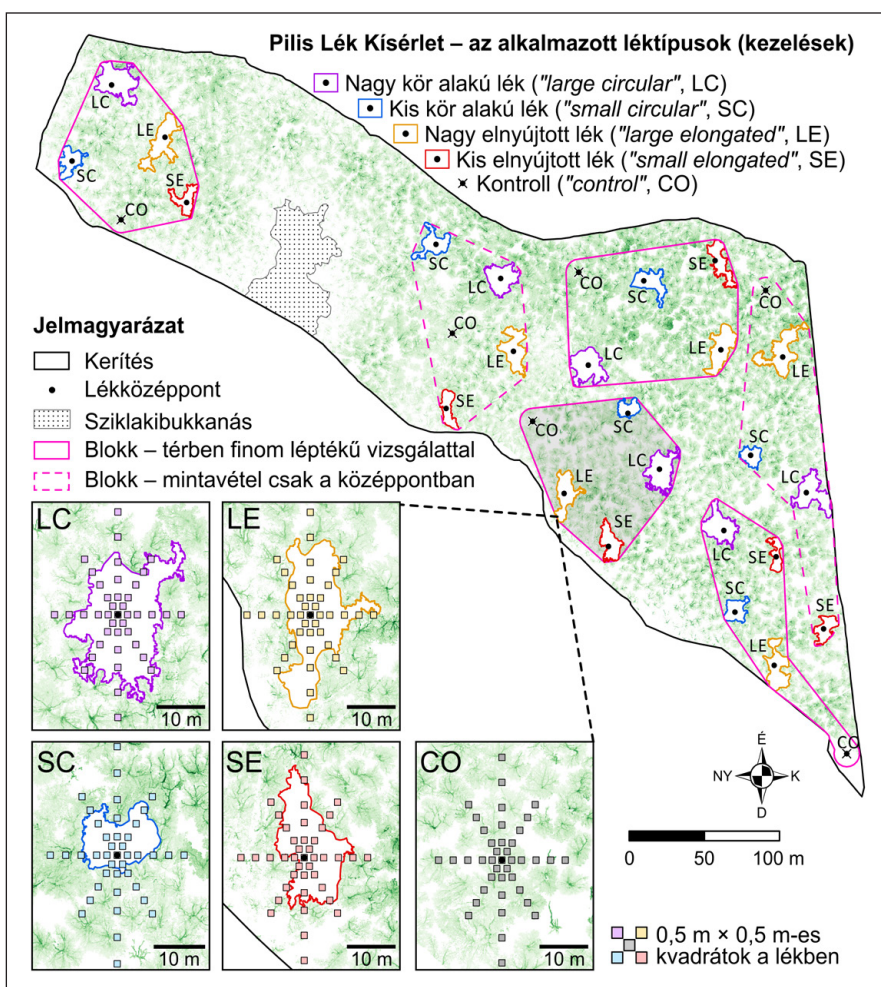 Pilis Lék Kísérlet – az alkalmazott léktípusok (kezelések)
Nagy kör alakú lék ("large circular", LC)
Kis kör alakú lék ("small circular", SC)
Nagy elnyújtott lék ("large elongated", LE)
Kis elnyújtott lék ("small elongated", SE)
Kontroll ("control", CO)
LC
LE
SC
SE
CO
SC
LC
CO
LE
SE
CO
SC
SE
LC
LE
CO
LE
SC
LC
SE
CO
SC
LC
LE
SE
LC
SE
SC
LE
CO
Jelmagyarázat
Kerítés
Lékközéppont
Sziklakibukkanás
Blokk – térben finom léptékű vizsgálattal
Blokk – mintavétel csak a középpontban
LC
10 m
LE
10 m
SC
10 m
SE
10 m
CO
10 m
É
NY
K
D
0 50 100 m
0,5 m × 0,5 m-es
kvadrátok a lékben